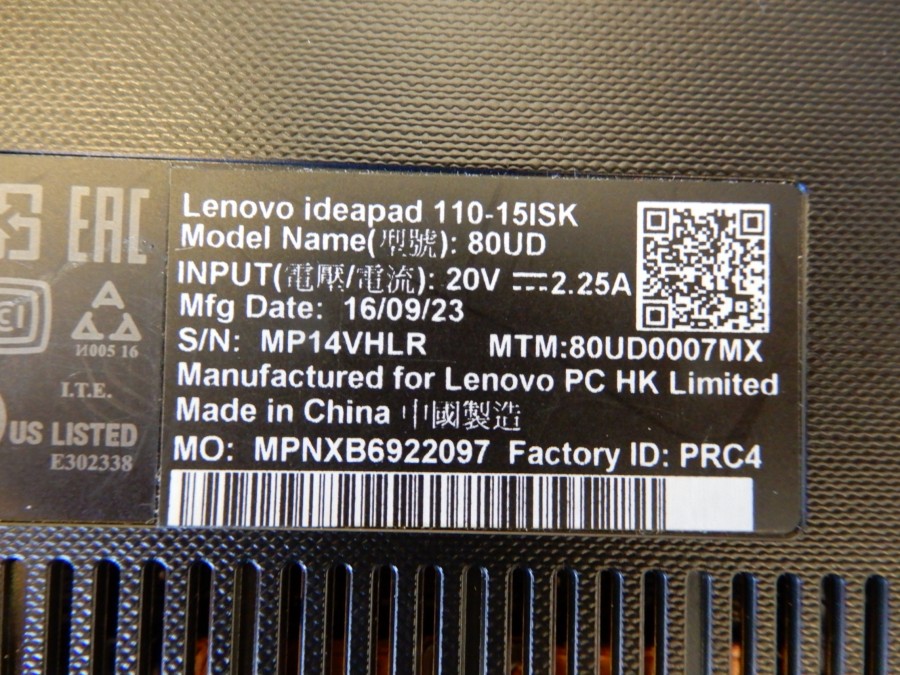 EAC
Lenovo ideapad 110-15ISK
Model Name(型號): 80UD
INPUT(電壓/電流): 20V ⎓2.25A
Mfg Date: 16/09/23
S/N: MP14VHLR MTM:80UD0007MX
Manufactured for Lenovo PC HK Limited
Made in China 中國製造
MO: MPNXB6922097 Factory ID: PRC4
И005 16
I.T.E.
US LISTED
E302338